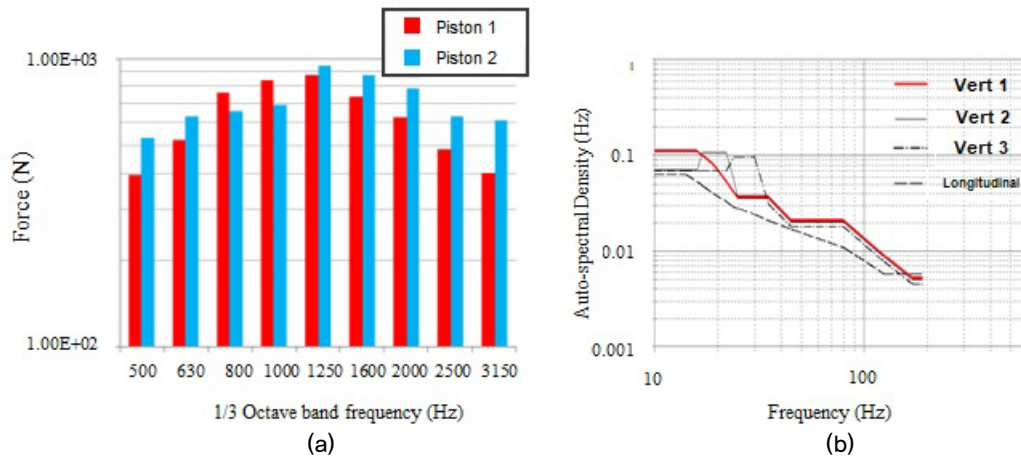 Piston 1
Piston 2
1.00E+03
1.00E+02
Force (N)
500 630 800 1000 1250 1600 2000 2500 3150
1/3 Octave band frequency (Hz)
(a)
1
0.1
0.01
0.001
Auto-spectral Density (Hz)
Vert 1
Vert 2
Vert 3
Longitudinal
10 100
Frequency (Hz)
(b)